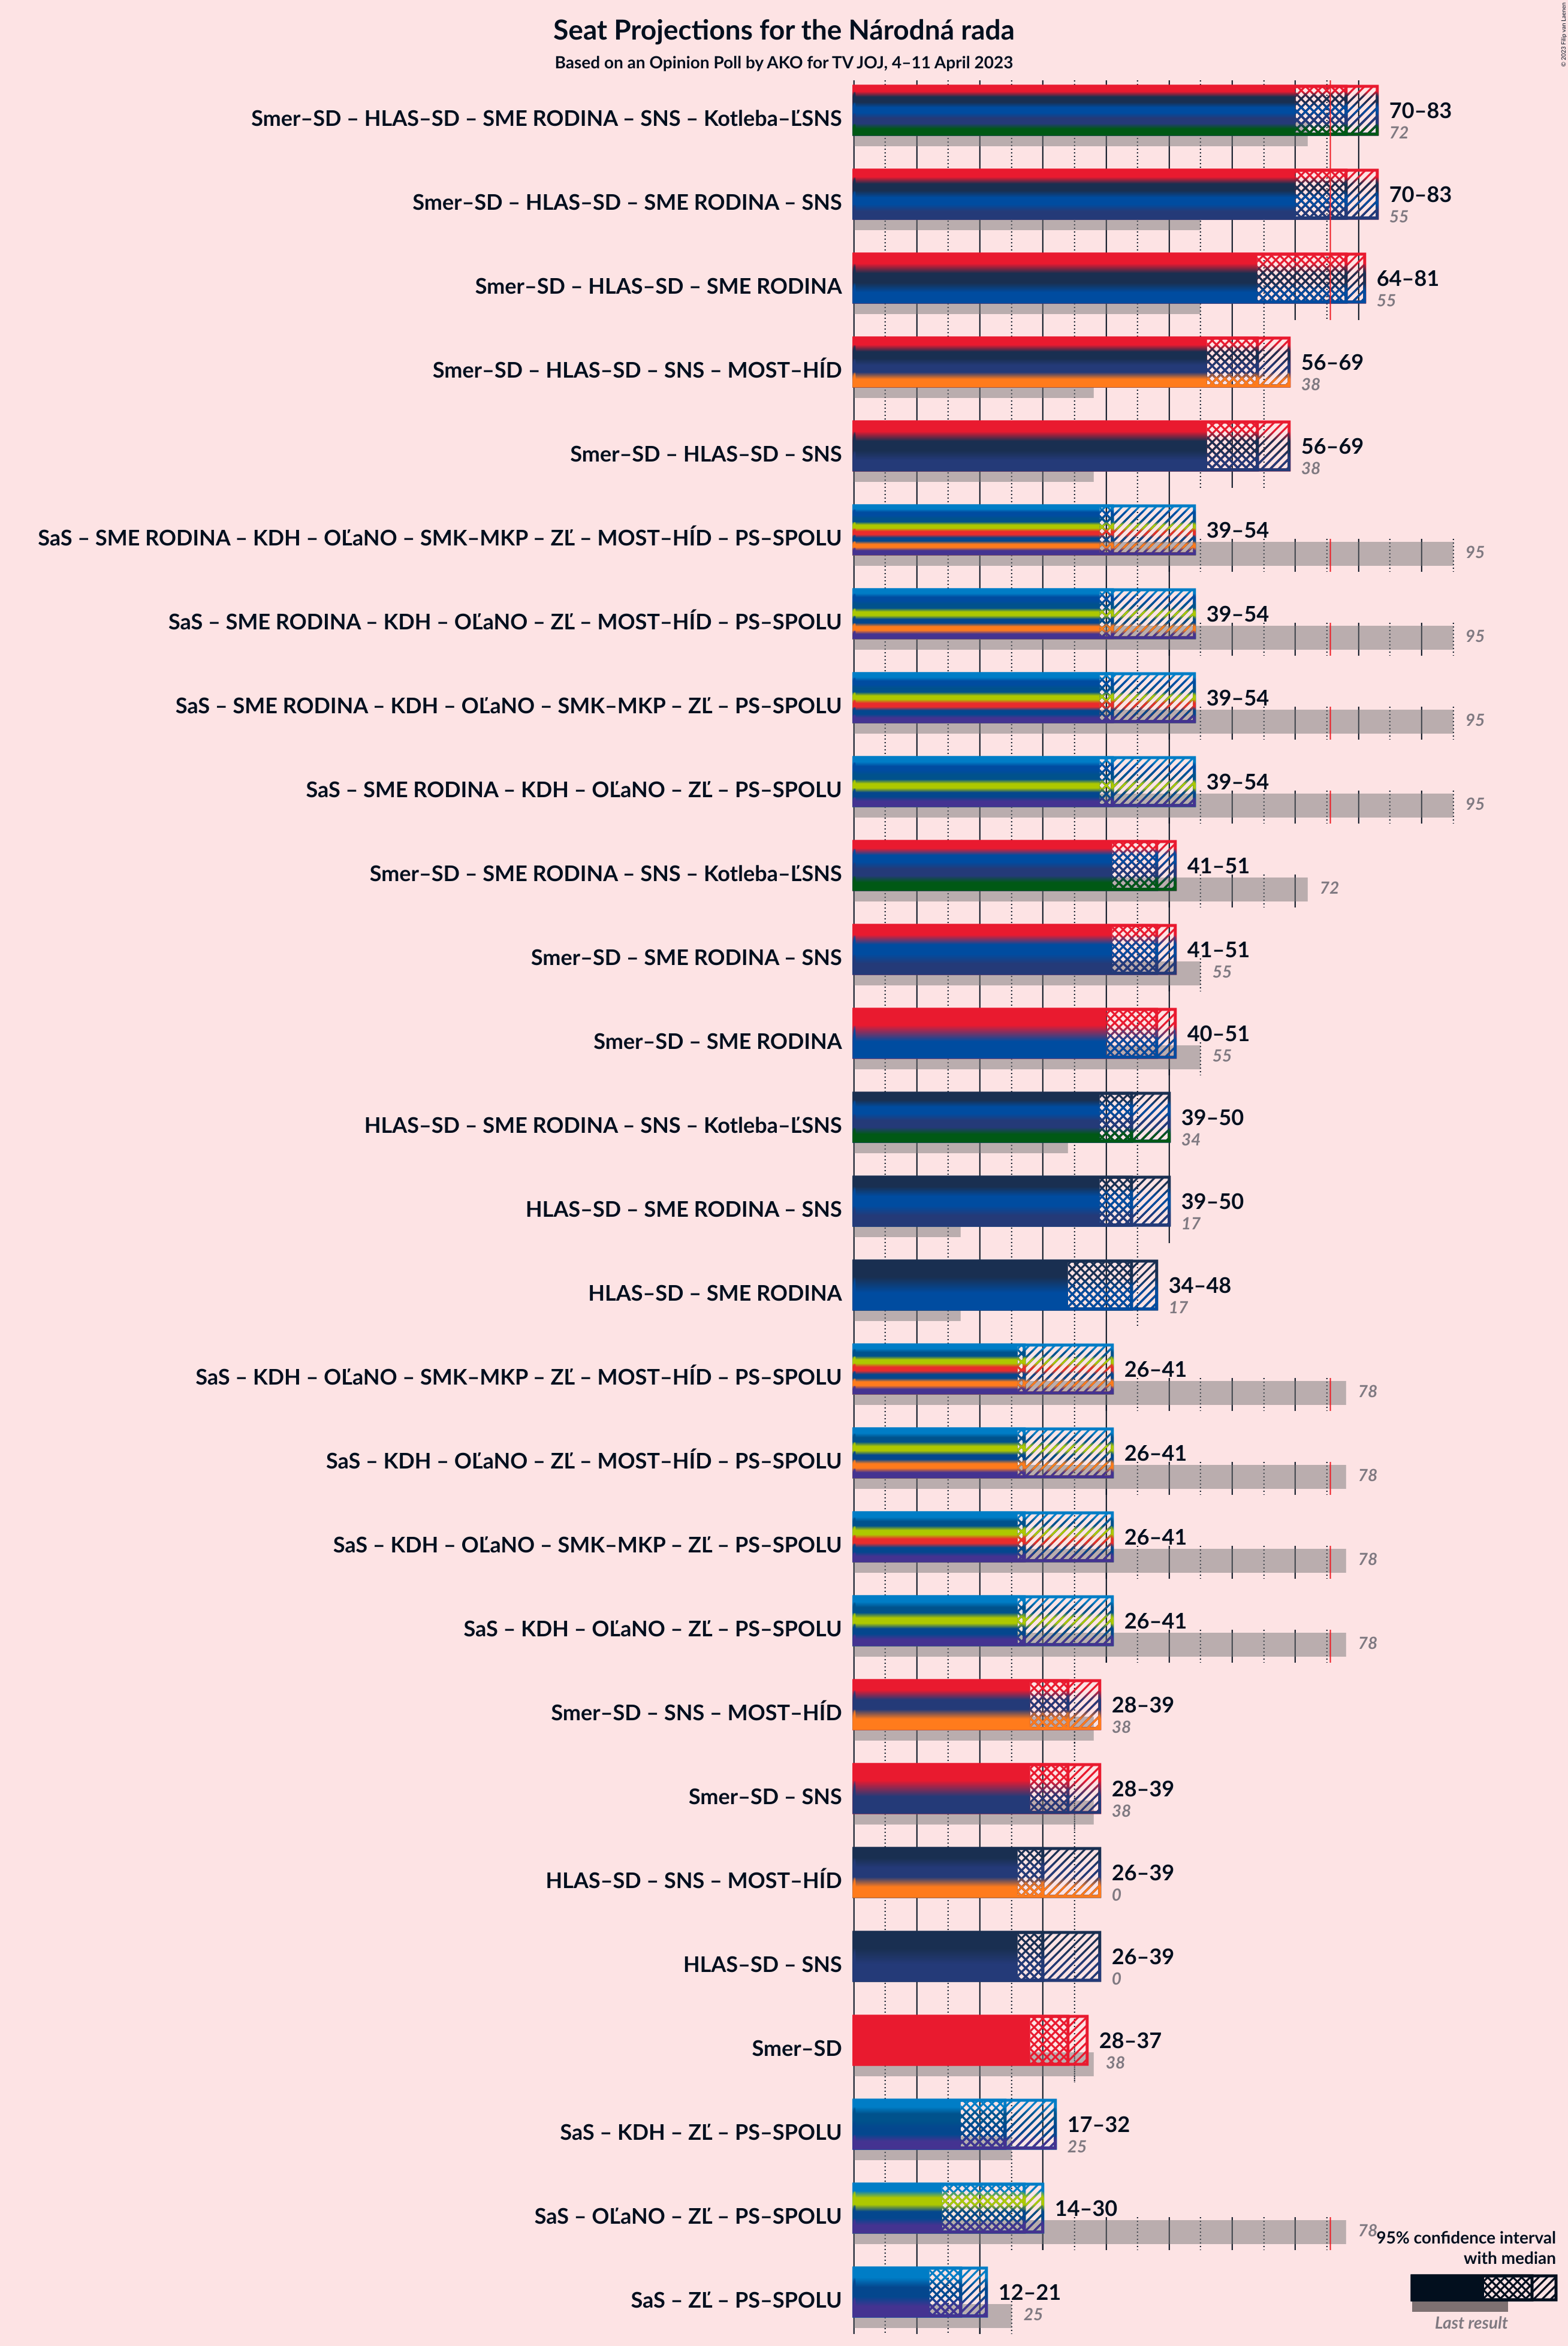 Seat Projections for the Národná rada
Based on an Opinion Poll by AKO for TV JOJ, 4–11 April 2023
© 2023 Filip van Laenen
Smer–SD – HLAS–SD – SME RODINA – SNS – Kotleba–ĽSNS
70–83
72
Smer–SD – HLAS–SD – SME RODINA – SNS
70–83
55
Smer–SD – HLAS–SD – SME RODINA
64–81
55
Smer–SD – HLAS–SD – SNS – MOST–HÍD
56–69
38
Smer–SD – HLAS–SD – SNS
56–69
38
SaS – SME RODINA – KDH – OĽaNO – SMK–MKP – ZĽ – MOST–HÍD – PS–SPOLU
39–54
95
SaS – SME RODINA – KDH – OĽaNO – ZĽ – MOST–HÍD – PS–SPOLU
39–54
95
SaS – SME RODINA – KDH – OĽaNO – SMK–MKP – ZĽ – PS–SPOLU
39–54
95
SaS – SME RODINA – KDH – OĽaNO – ZĽ – PS–SPOLU
39–54
95
Smer–SD – SME RODINA – SNS – Kotleba–ĽSNS
41–51
72
Smer–SD – SME RODINA – SNS
41–51
55
Smer–SD – SME RODINA
40–51
55
HLAS–SD – SME RODINA – SNS – Kotleba–ĽSNS
39–50
34
HLAS–SD – SME RODINA – SNS
39–50
17
HLAS–SD – SME RODINA
34–48
17
SaS – KDH – OĽaNO – SMK–MKP – ZĽ – MOST–HÍD – PS–SPOLU
26–41
78
SaS – KDH – OĽaNO – ZĽ – MOST–HÍD – PS–SPOLU
26–41
78
SaS – KDH – OĽaNO – SMK–MKP – ZĽ – PS–SPOLU
26–41
78
SaS – KDH – OĽaNO – ZĽ – PS–SPOLU
26–41
78
Smer–SD – SNS – MOST–HÍD
28–39
38
Smer–SD – SNS
28–39
38
HLAS–SD – SNS – MOST–HÍD
26–39
0
HLAS–SD – SNS
26–39
0
Smer–SD
28–37
38
SaS – KDH – ZĽ – PS–SPOLU
17–32
25
SaS – OĽaNO – ZĽ – PS–SPOLU
14–30
78
SaS – ZĽ – PS–SPOLU
12–21
25
95% confidence interval
with median
Last result